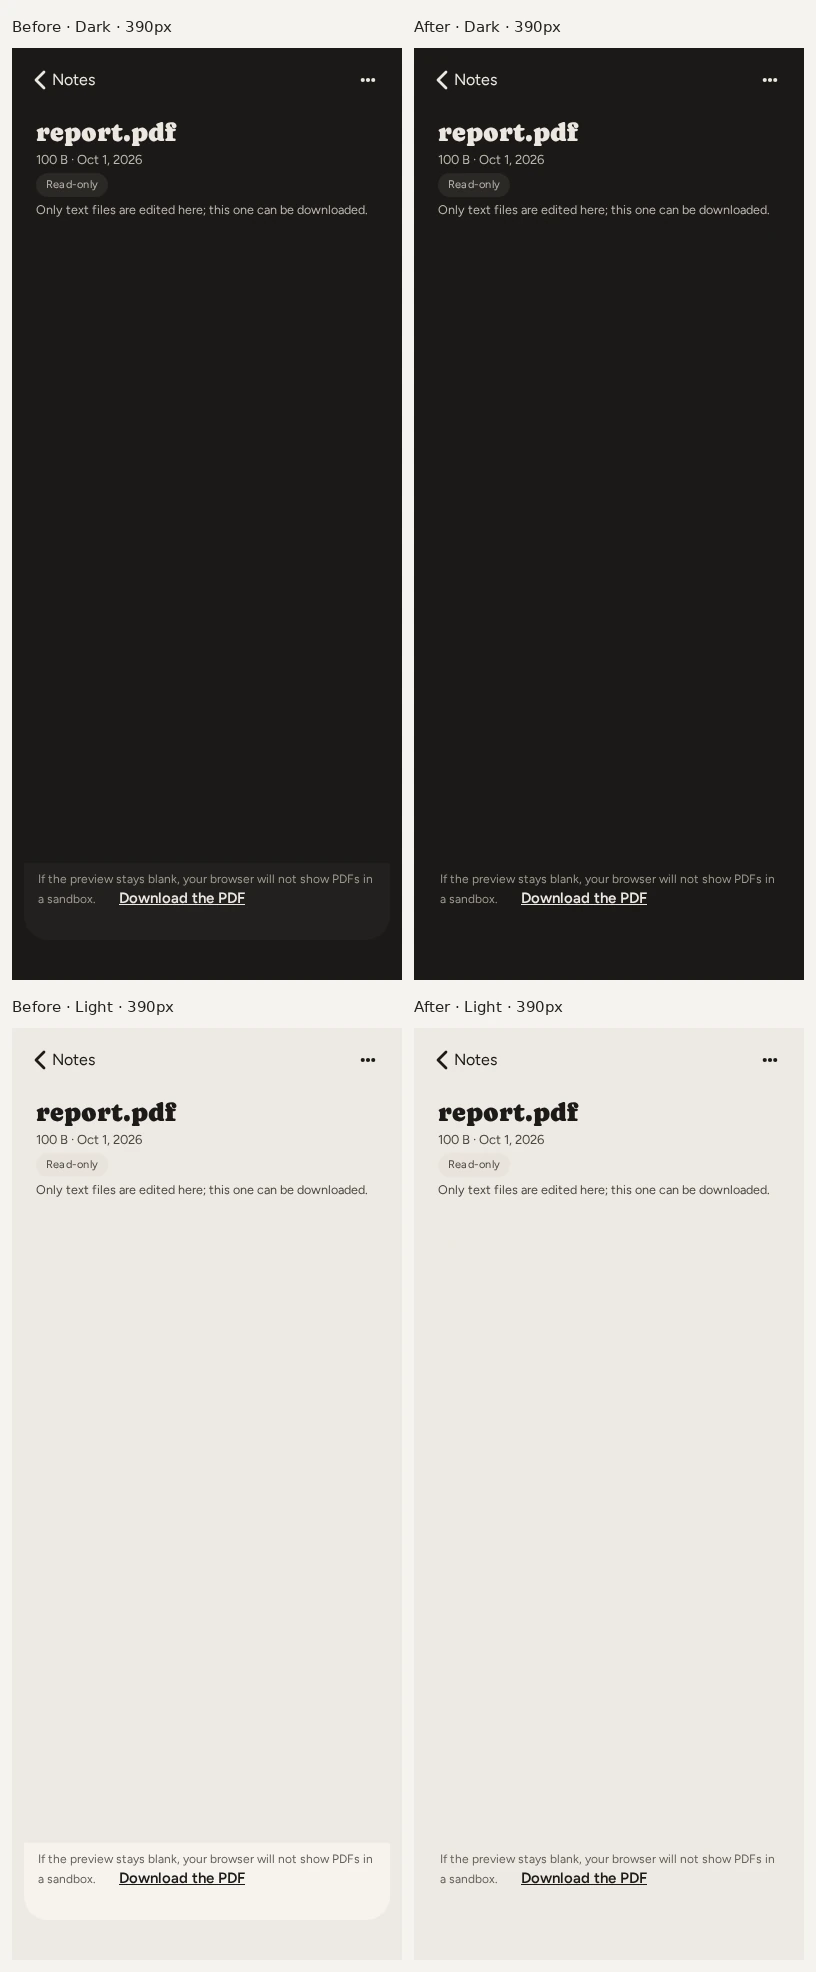 Before · Dark · 390px
Notes
report.pdf
100 B · Oct 1, 2026
Read-only
Only text files are edited here; this one can be downloaded.
If the preview stays blank, your browser will not show PDFs in
a sandbox. Download the PDF
After · Dark · 390px
Notes
report.pdf
100 B · Oct 1, 2026
Read-only
Only text files are edited here; this one can be downloaded.
If the preview stays blank, your browser will not show PDFs in
a sandbox. Download the PDF
Before · Light · 390px
Notes
report.pdf
100 B · Oct 1, 2026
Read-only
Only text files are edited here; this one can be downloaded.
If the preview stays blank, your browser will not show PDFs in
a sandbox. Download the PDF
After · Light · 390px
Notes
report.pdf
100 B · Oct 1, 2026
Read-only
Only text files are edited here; this one can be downloaded.
If the preview stays blank, your browser will not show PDFs in
a sandbox. Download the PDF